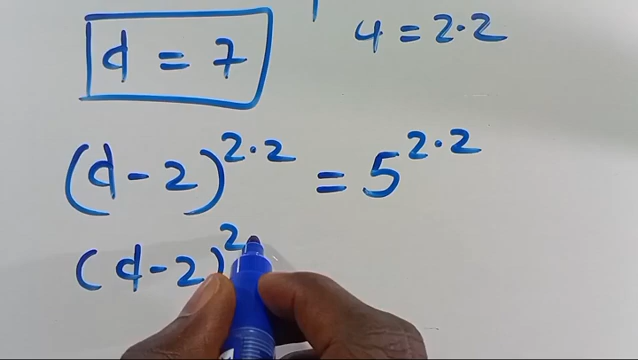 d = 7
4 = 2·2
(d-2)^{2·2} = 5^{2·2}
(d-2)^2